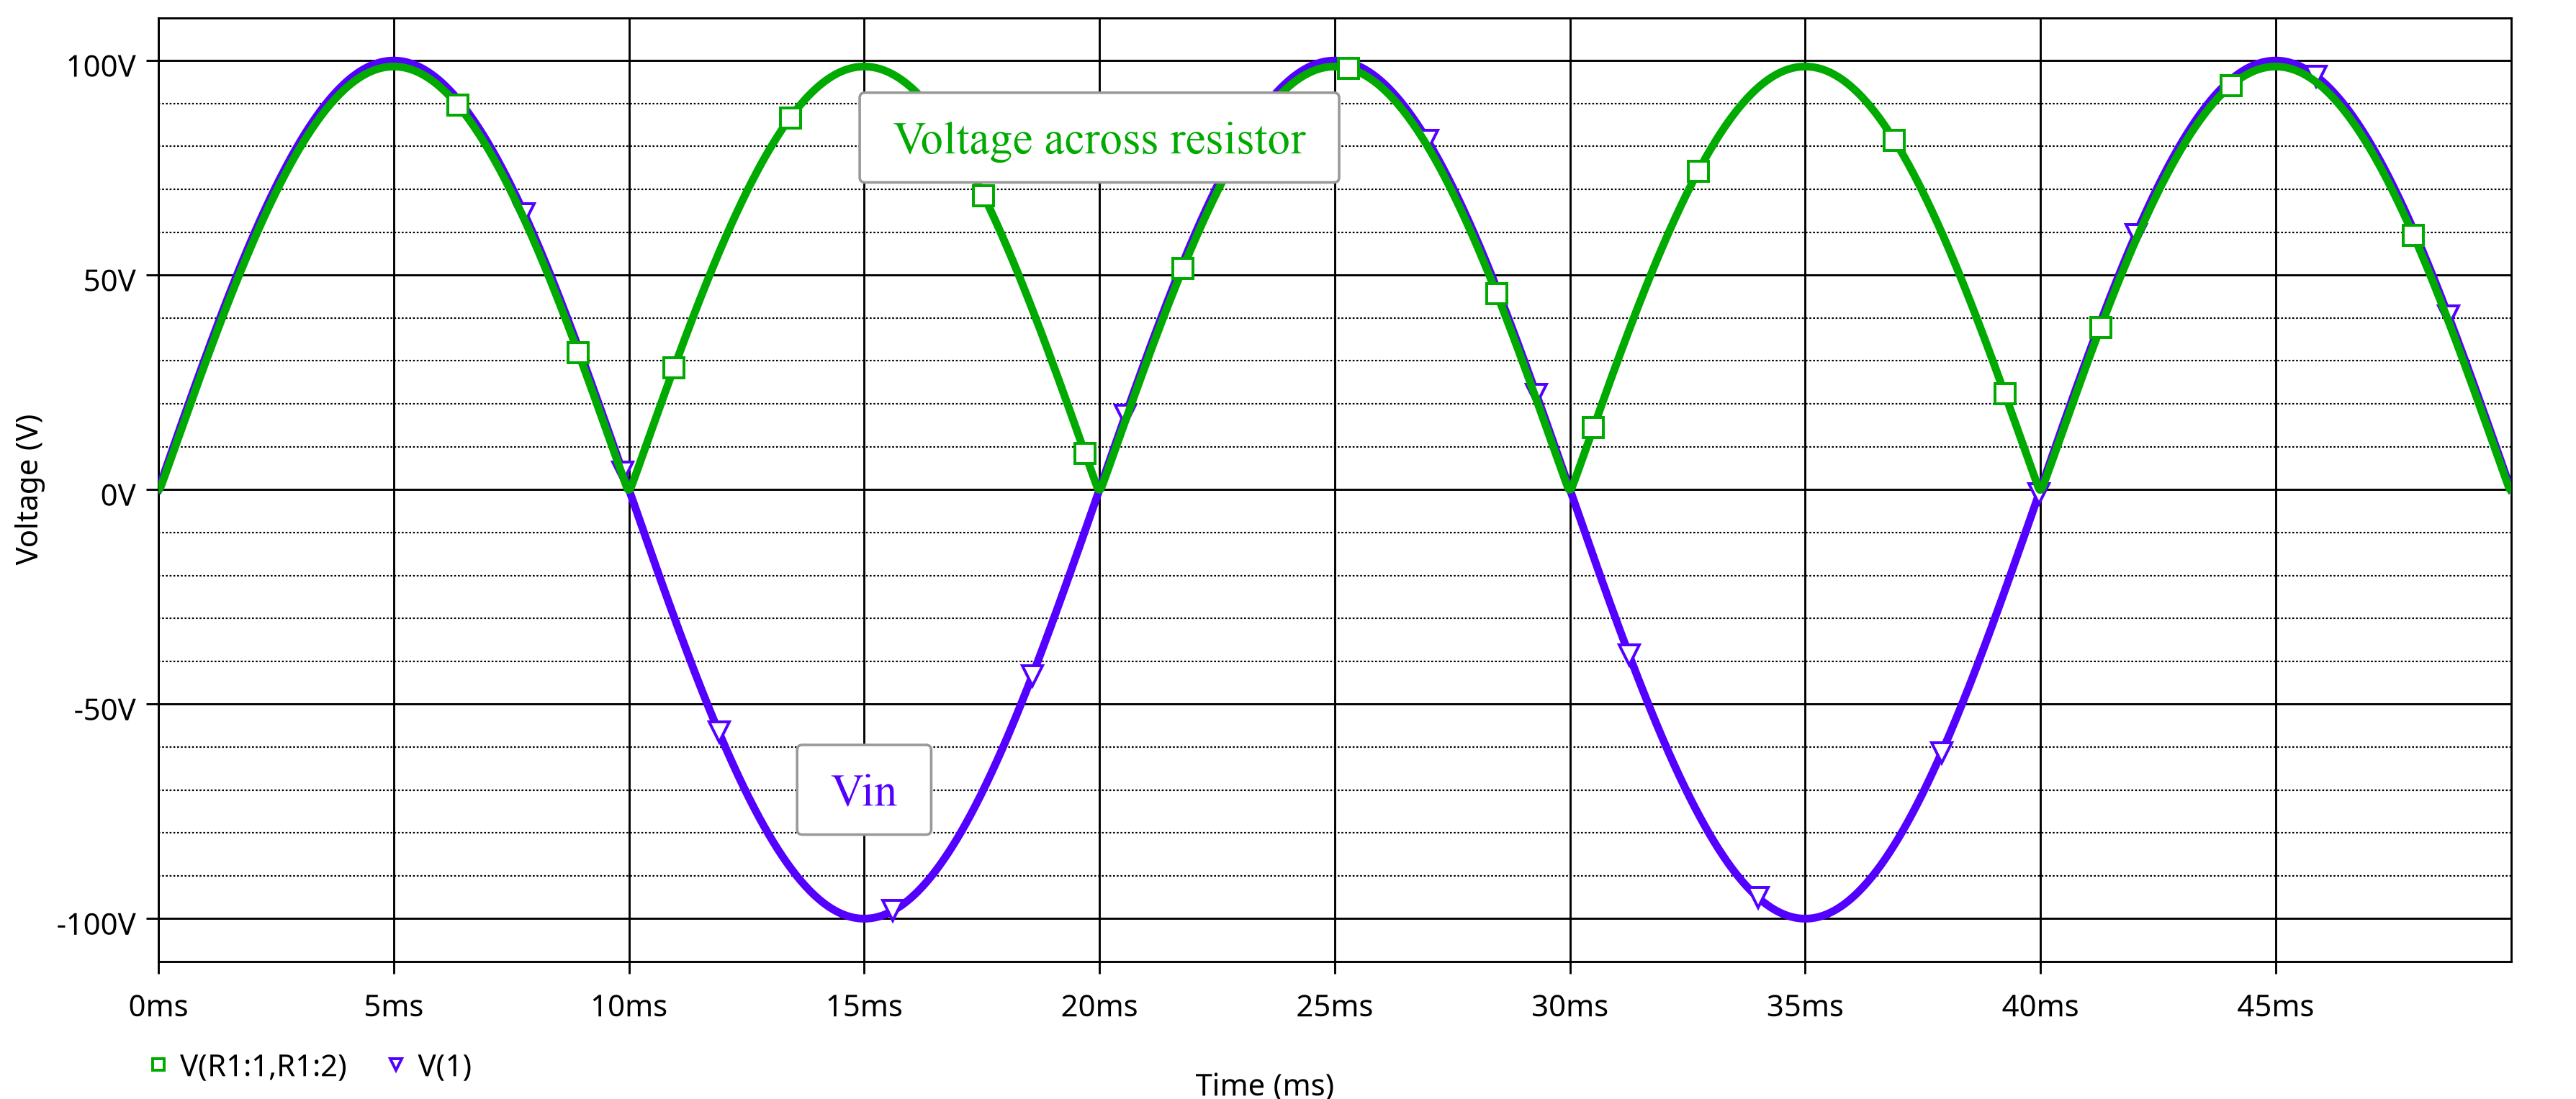 100V
50V
0V
-50V
-100V
Voltage (V)
Voltage across resistor
Vin
0ms 5ms 10ms 15ms 20ms 25ms 30ms 35ms 40ms 45ms
V(R1:1,R1:2) V(1)
Time (ms)